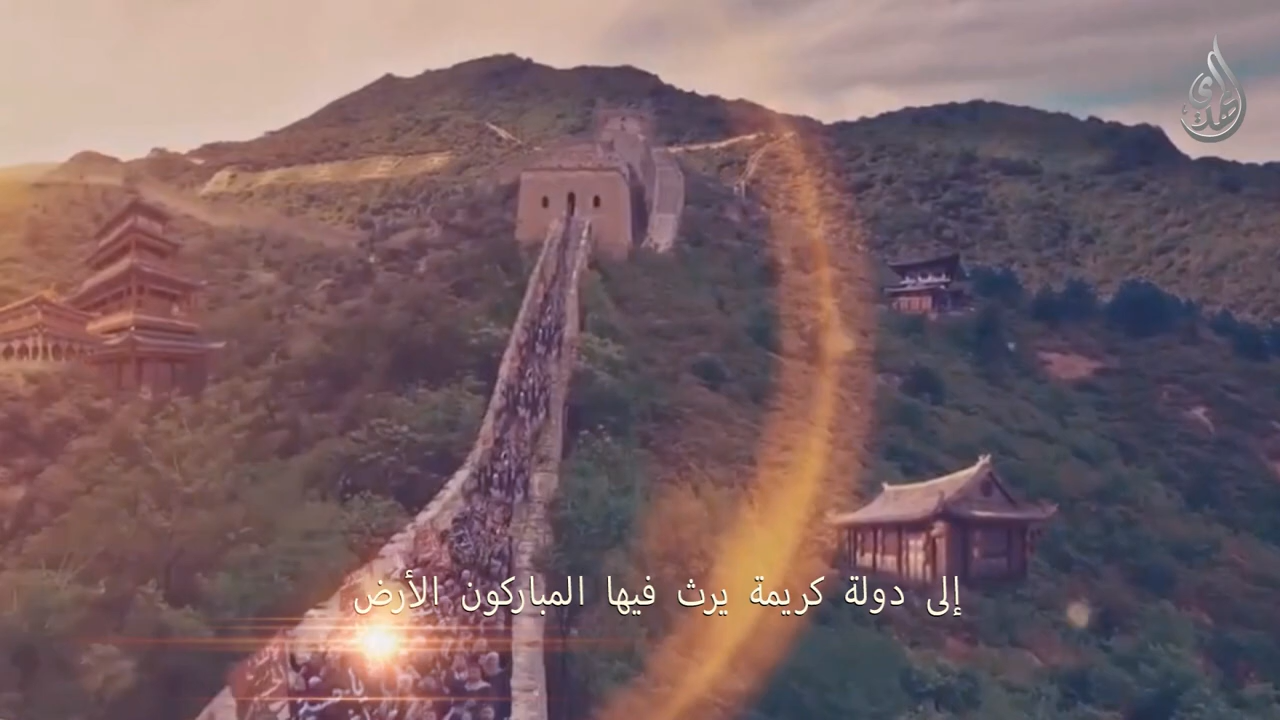 إلى دولة كريمة يرث فيها المباركون الأرض